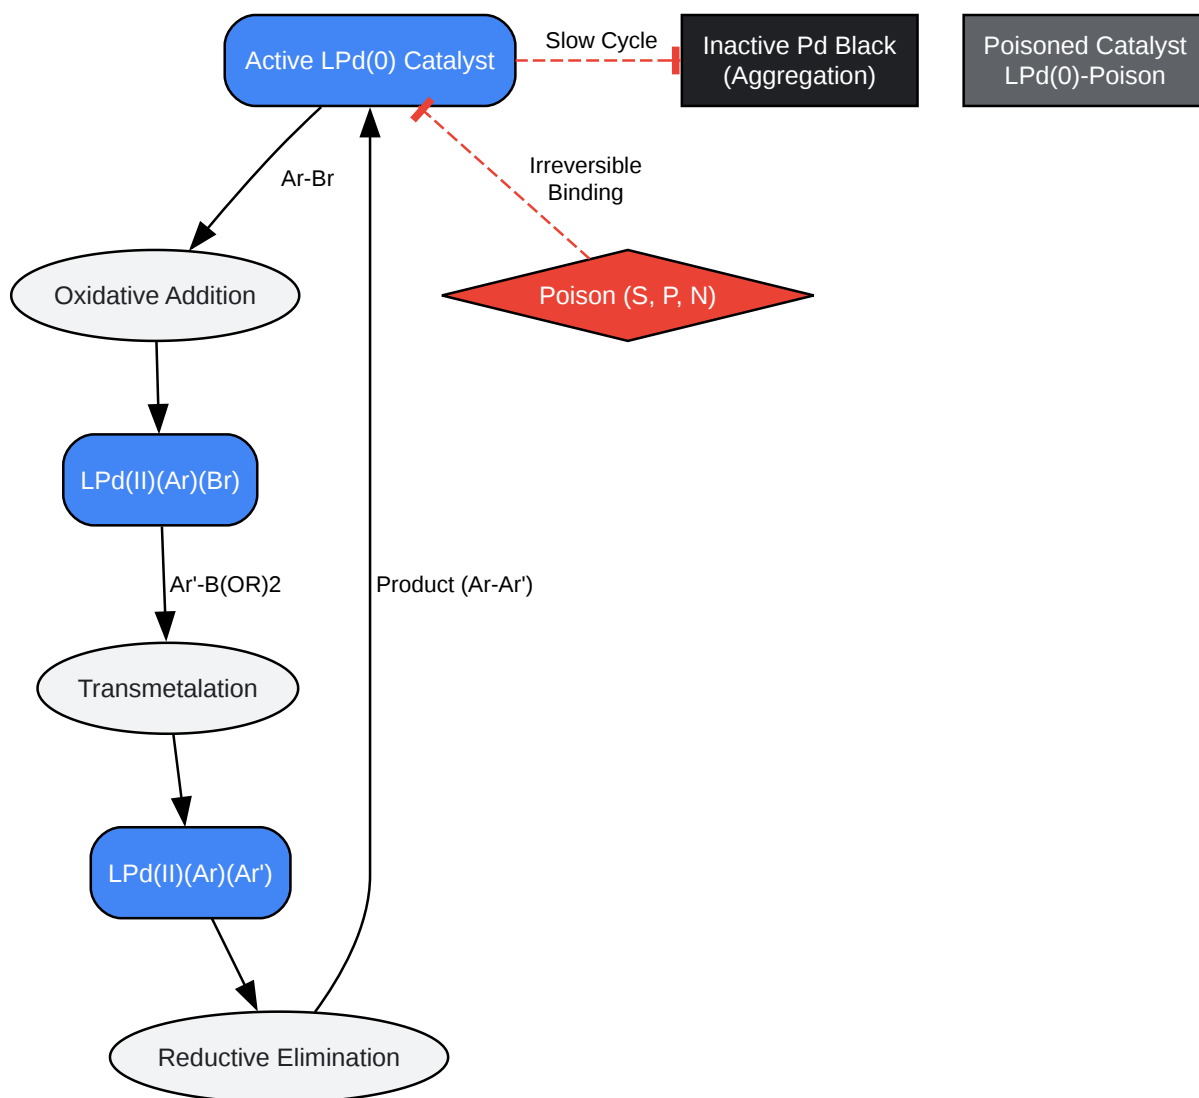 Active LPd(0) Catalyst
Slow Cycle
Inactive Pd Black
(Aggregation)
Poisoned Catalyst
LPd(0)-Poison
Ar-Br
Irreversible
Binding
Oxidative Addition
Poison (S, P, N)
LPd(II)(Ar)(Br)
Ar'-B(OR)2
Product (Ar-Ar')
Transmetalation
LPd(II)(Ar)(Ar')
Reductive Elimination